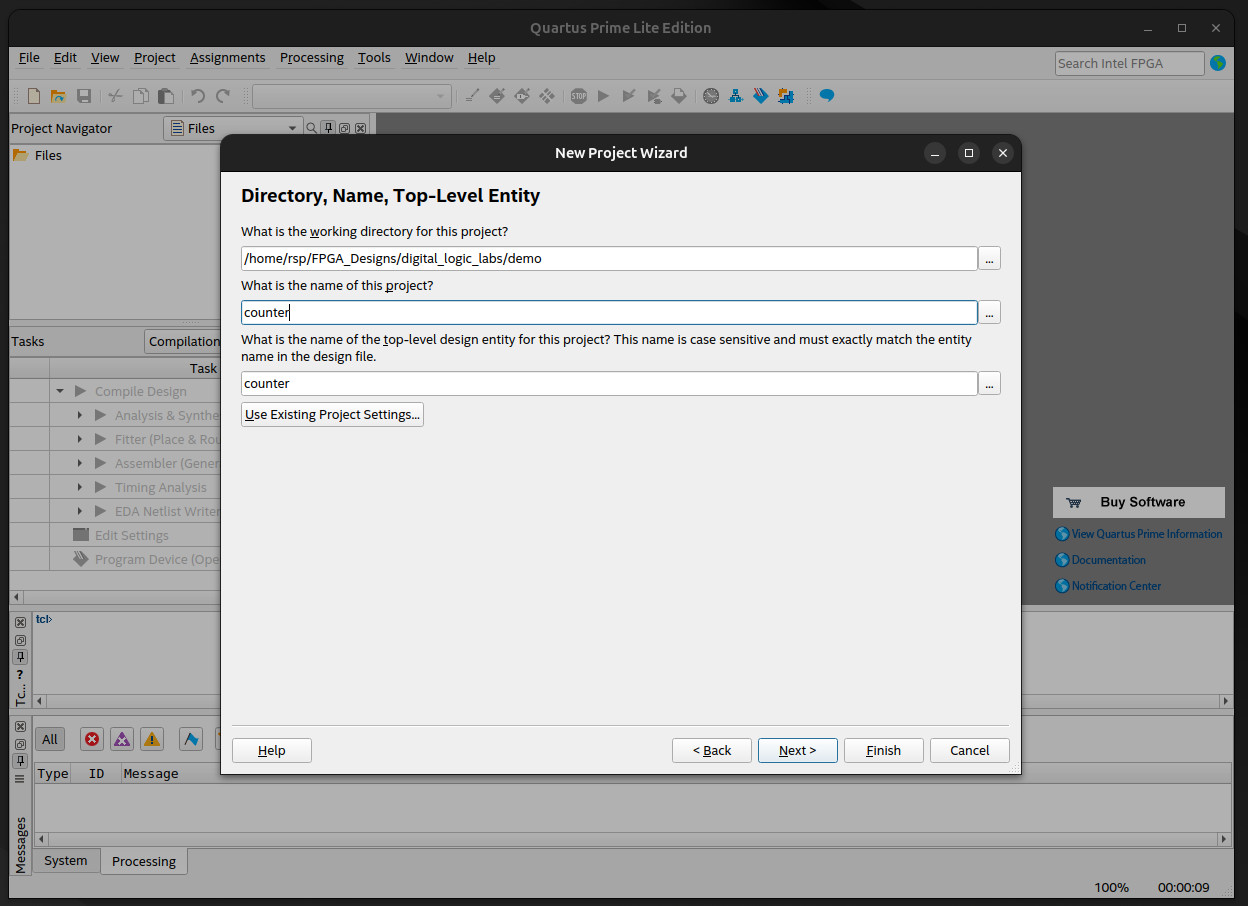 Quartus Prime Lite Edition
File Edit View Project Assignments Processing Tools Window Help
Search Intel FPGA
STOP
Project Navigator
Files
Files
New Project Wizard
Directory, Name, Top-Level Entity
What is the working directory for this project?
/home/rsp/FPGA_Designs/digital_logic_labs/demo
...
What is the name of this project?
counter
...
What is the name of the top-level design entity for this project? This name is case sensitive and must exactly match the entity
name in the design file.
counter
...
Use Existing Project Settings...
Tasks
Compilation
Task
Compile Design
Analysis & Synthe
Fitter (Place & Rou
Assembler (Gener
Timing Analysis
EDA Netlist Writer
Edit Settings
Program Device (Ope
Buy Software
View Quartus Prime Information
Documentation
Notification Center
tcl>
?
Tc...
Help
< Back
Next >
Finish
Cancel
All
Type ID Message
Messages
System
Processing
100% 00:00:09